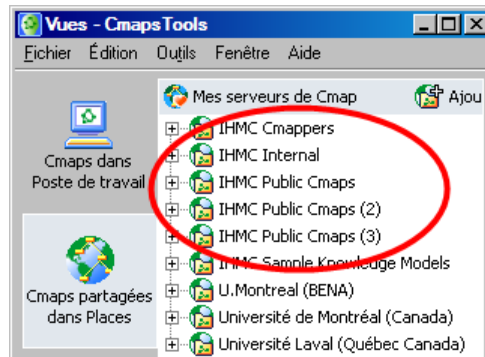 Vues - CmapsTools
Fichier Édition Outils Fenêtre Aide
Mes serveurs de Cmap Ajou
IHMC Cmappers
IHMC Internal
IHMC Public Cmaps
IHMC Public Cmaps (2)
IHMC Public Cmaps (3)
IHMC Sample Knowledge Models
U.Montreal (BENA)
Université de Montréal (Canada)
Université Laval (Québec Canada)
Cmaps dans
Poste de travail
Cmaps partagées
dans Places